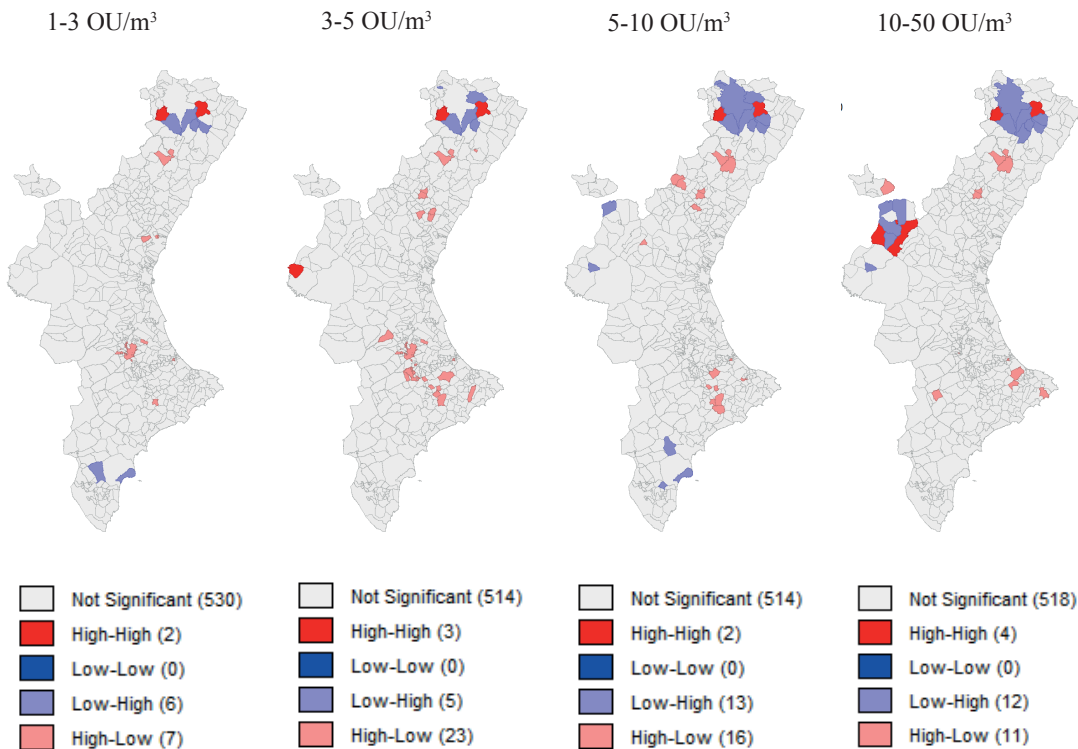 1-3 OU/m³
3-5 OU/m³
5-10 OU/m³
10-50 OU/m³
Not Significant (530)
High-High (2)
Low-Low (0)
Low-High (6)
High-Low (7)
Not Significant (514)
High-High (3)
Low-Low (0)
Low-High (5)
High-Low (23)
Not Significant (514)
High-High (2)
Low-Low (0)
Low-High (13)
High-Low (16)
Not Significant (518)
High-High (4)
Low-Low (0)
Low-High (12)
High-Low (11)